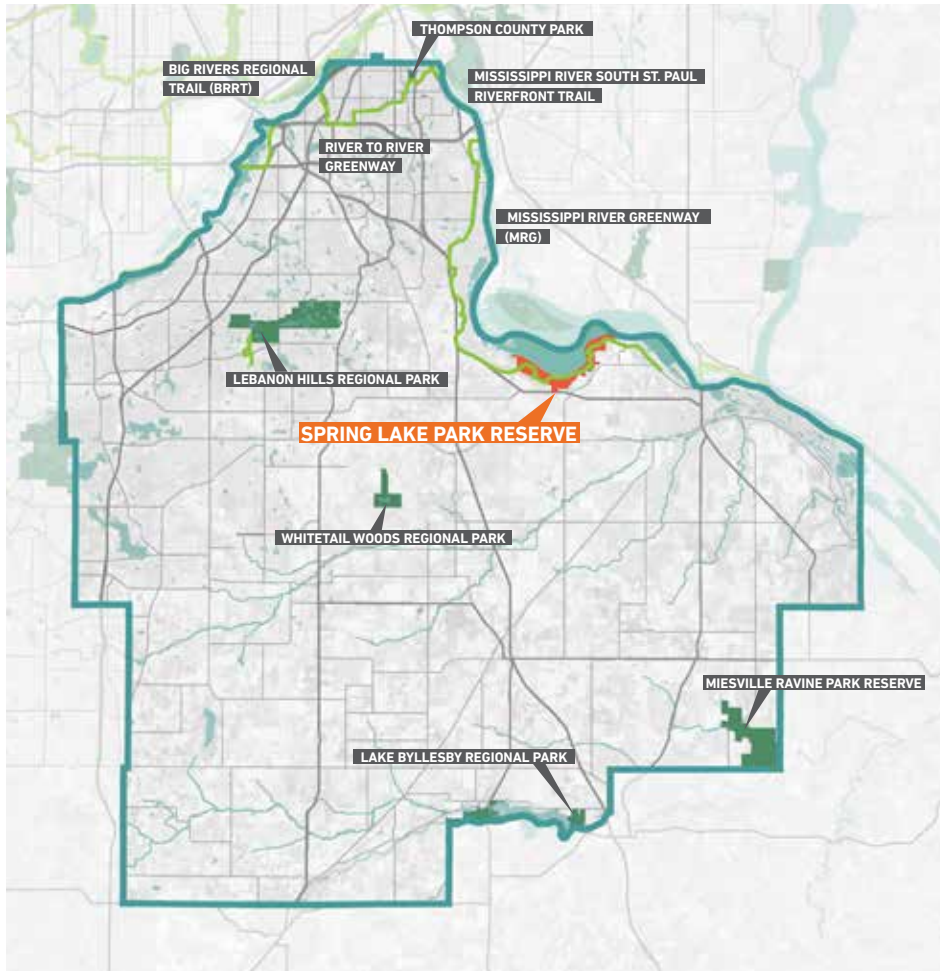 THOMPSON COUNTY PARK
BIG RIVERS REGIONAL
TRAIL (BRRT)
MISSISSIPPI RIVER SOUTH ST. PAUL
RIVERFRONT TRAIL
RIVER TO RIVER
GREENWAY
MISSISSIPPI RIVER GREENWAY
(MRG)
LEBANON HILLS REGIONAL PARK
SPRING LAKE PARK RESERVE
WHITETAIL WOODS REGIONAL PARK
MIESVILLE RAVINE PARK RESERVE
LAKE BYLLESBY REGIONAL PARK